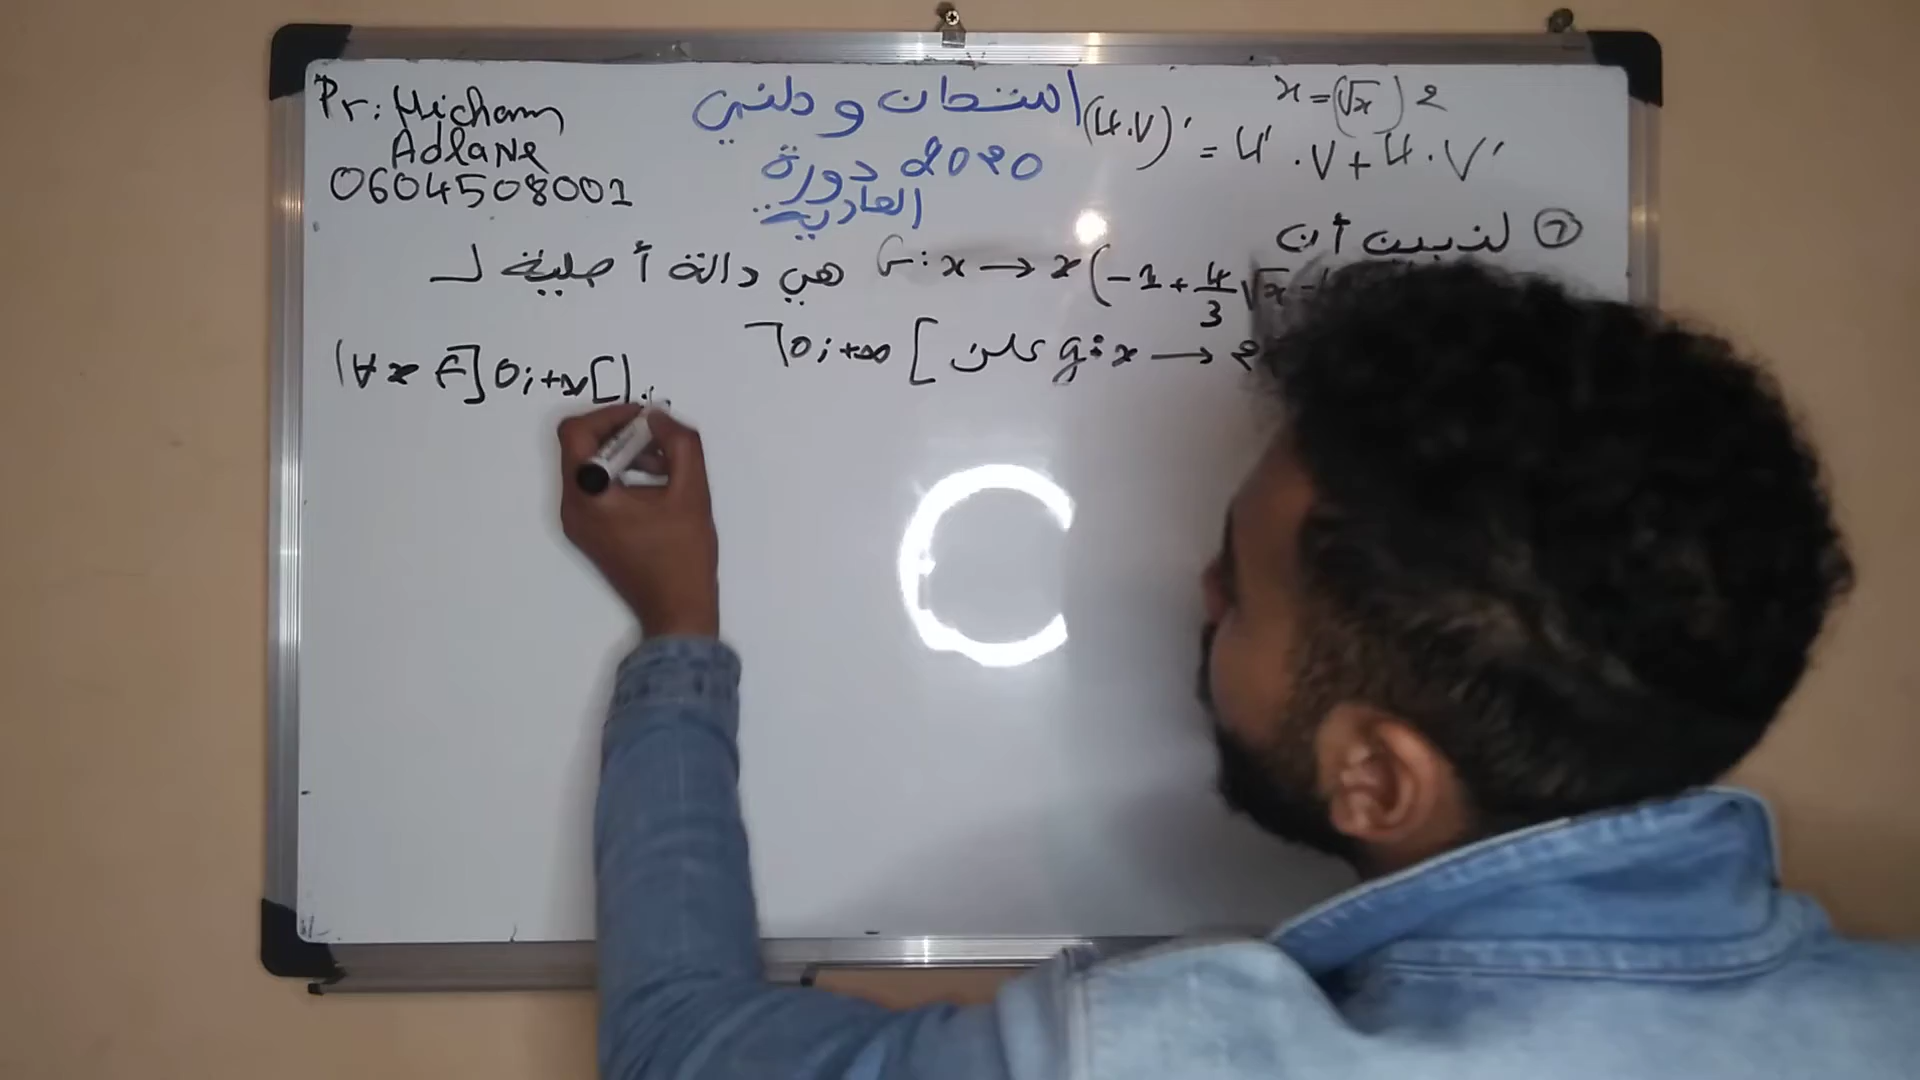 Pr: Hicham
Adlane
0604508001
امتحان وطني
2020 دورة
العادية
x = (√x)2
(U.V)' = U'.V + U.V'
⑦ لنبين أن
G: x → x(-1 + 4/3 √x - هي دالة أصلية لـ
g: x → 2 على ]0;+∞[
(∀x ∈ ]0;+∞[)